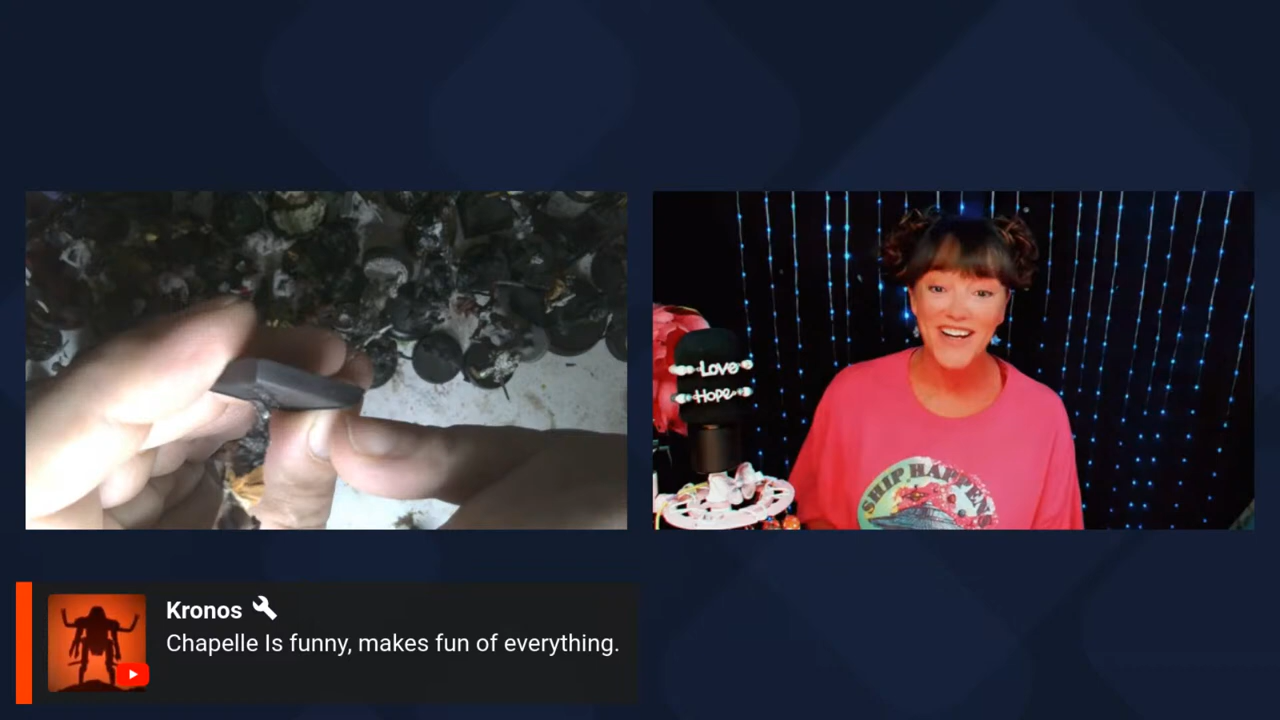 Love
Hope
SHIP HAPPENS
Kronos
Chapelle Is funny, makes fun of everything.